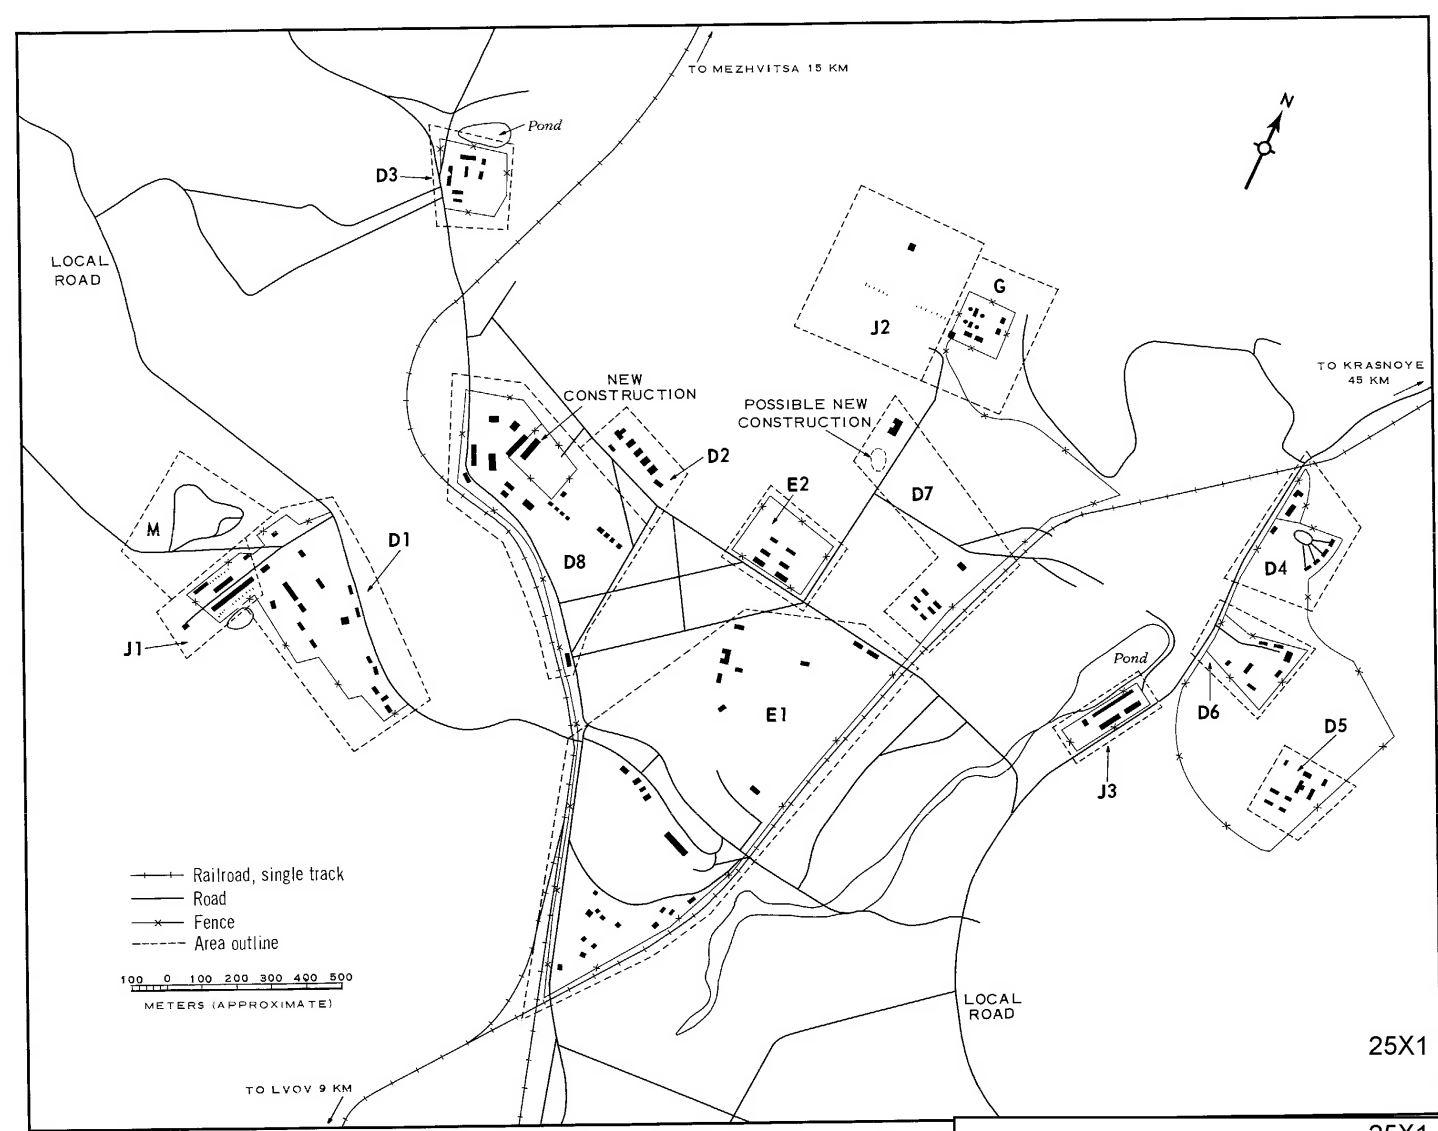 TO MEZHVITSA 15 KM
N
Pond
D3
LOCAL
ROAD
G
J2
TO KRASNOYE
45 KM
NEW
CONSTRUCTION
POSSIBLE NEW
CONSTRUCTION
D2
E2
D7
M
D1
D8
D4
J1
Pond
E1
D6
D5
J3
Railroad, single track
Road
Fence
Area outline
100 0 100 200 300 400 500
METERS (APPROXIMATE)
LOCAL
ROAD
25X1
TO LVOV 9 KM
25X1